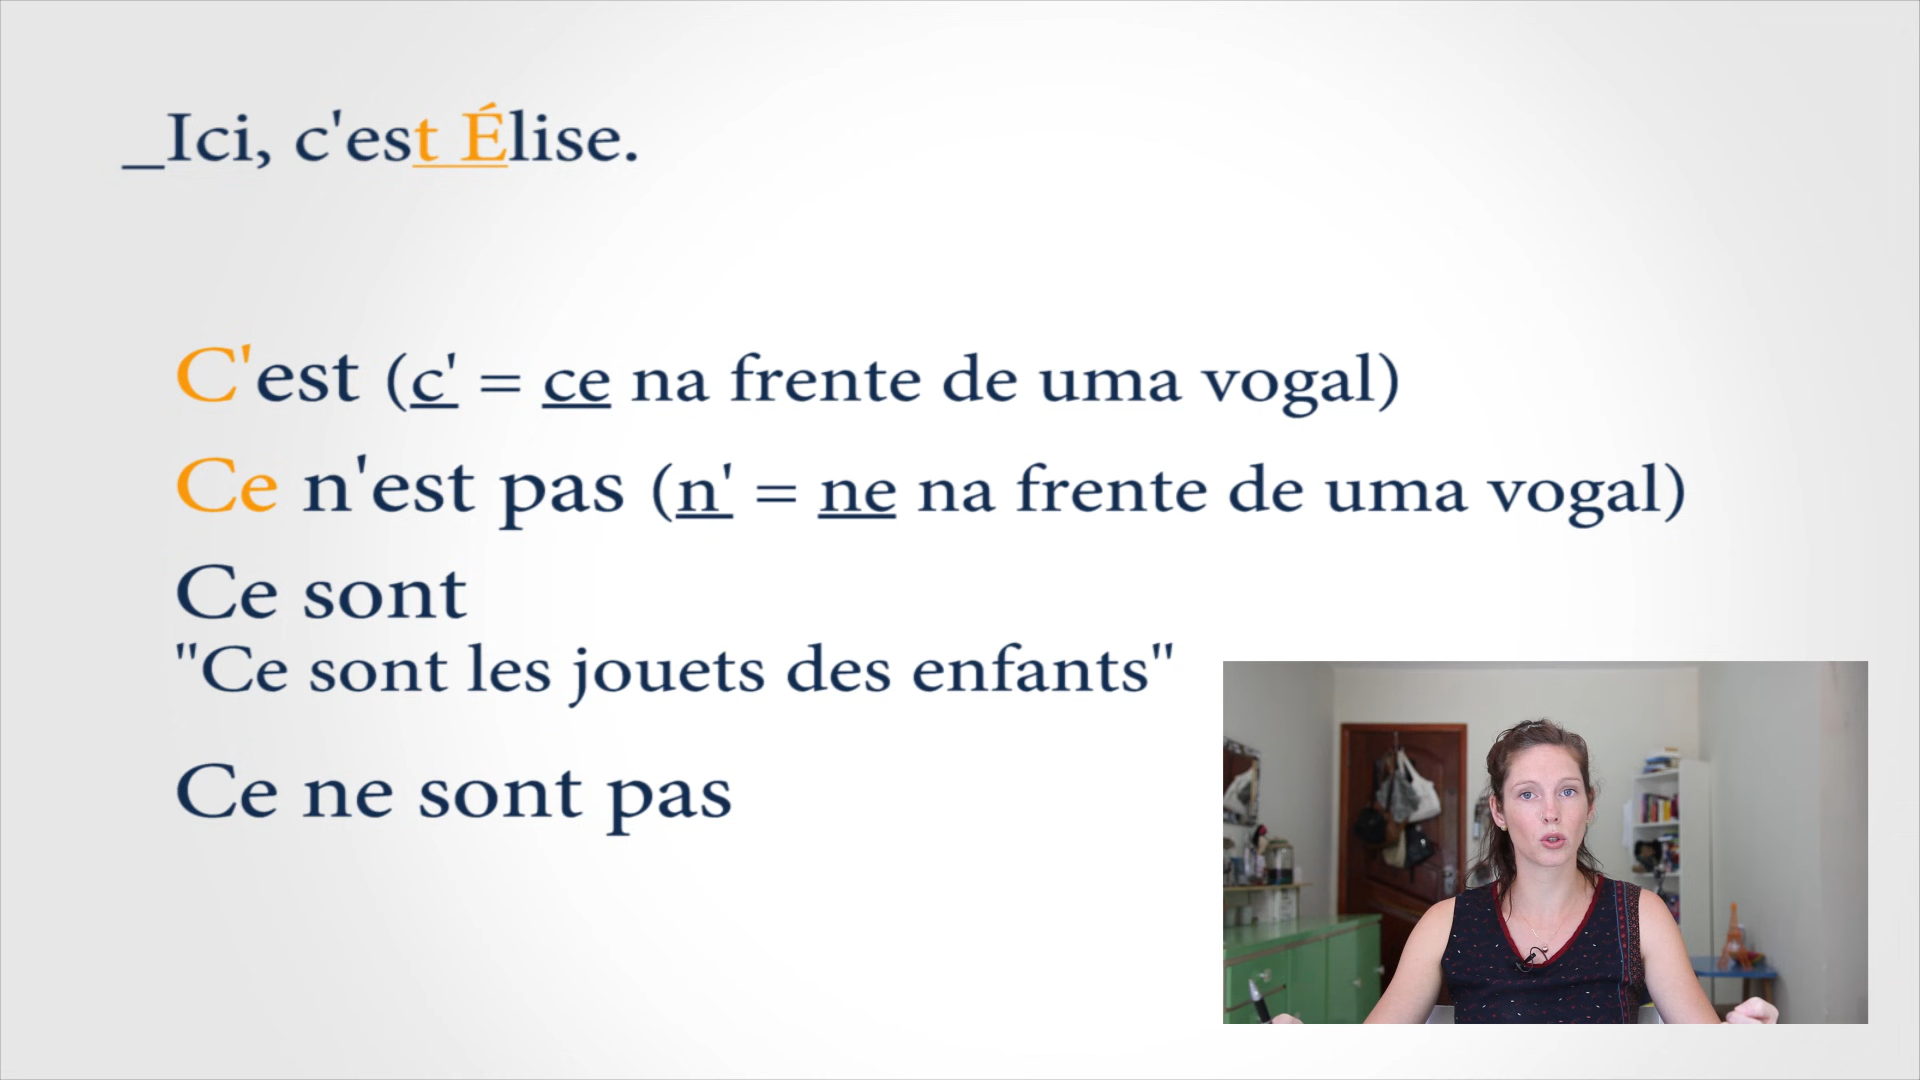 _Ici, c'est Élise.
C'est (c' = ce na frente de uma vogal)
Ce n'est pas (n' = ne na frente de uma vogal)
Ce sont
"Ce sont les jouets des enfants"
Ce ne sont pas